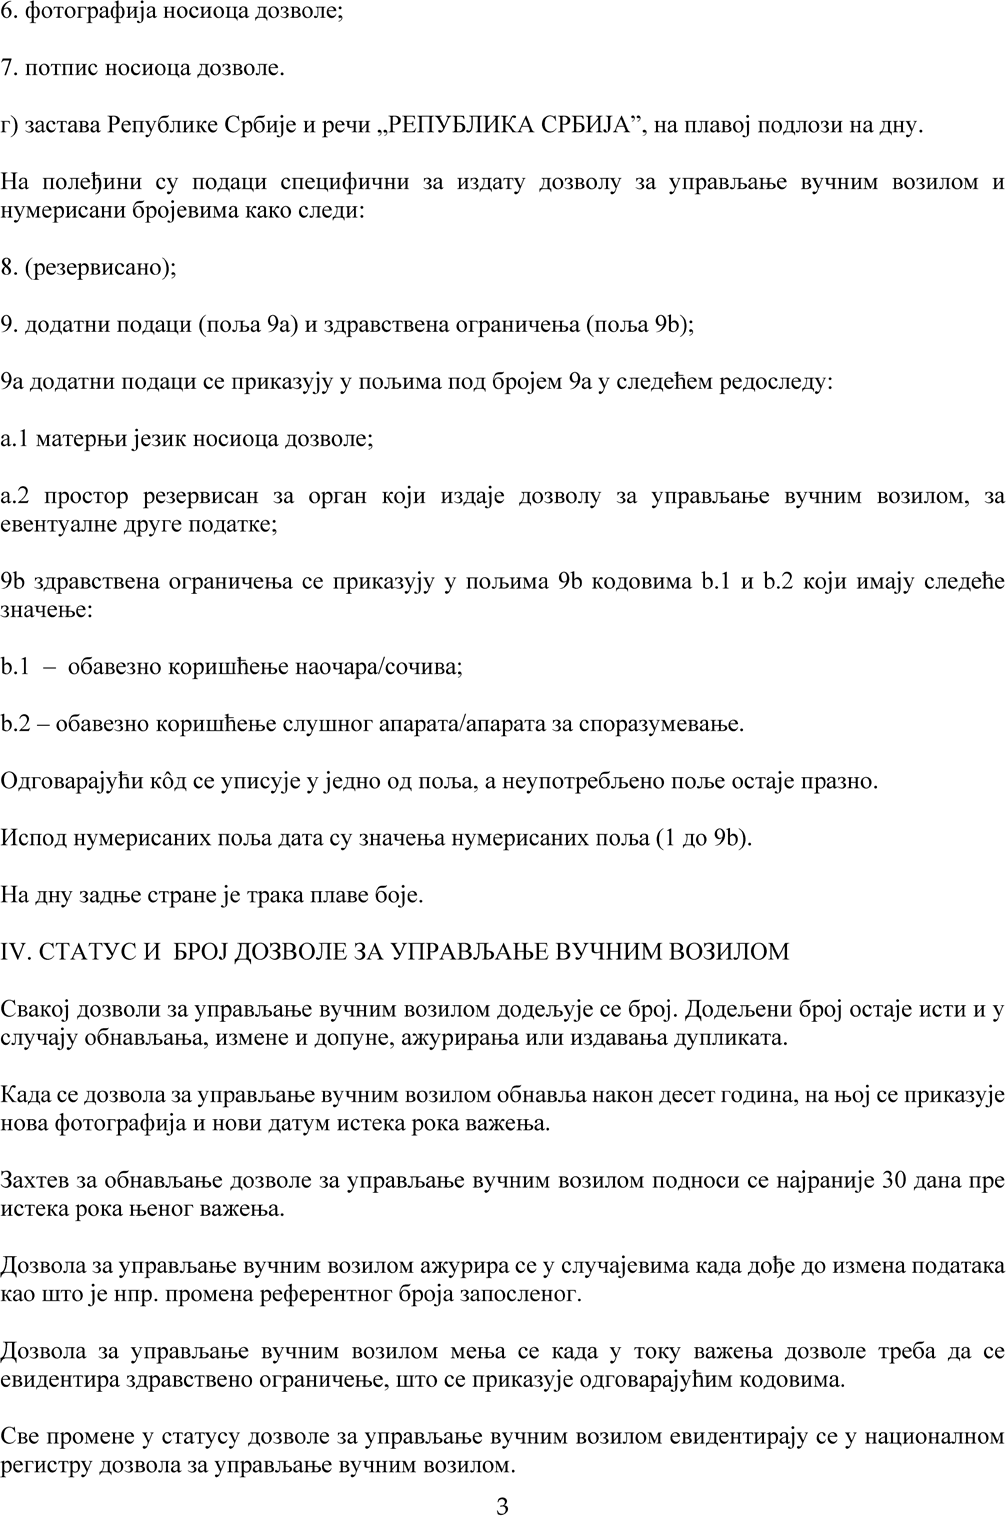 6. фотографија носиоца дозволе;
7. потпис носиоца дозволе.
г) застава Републике Србије и речи „РЕПУБЛИКА СРБИЈА”, на плавој подлози на дну.
На полеђини су подаци специфични за издату дозволу за управљање вучним возилом и
нумерисани бројевима како следи:
8. (резервисано);
9. додатни подаци (поља 9a) и здравствена ограничења (поља 9b);
9a додатни подаци се приказују у пољима под бројем 9a у следећем редоследу:
a.1 матерњи језик носиоца дозволе;
a.2 простор резервисан за орган који издаје дозволу за управљање вучним возилом, за
евентуалне друге податке;
9b здравствена ограничења се приказују у пољима 9b кодовима b.1 и b.2 који имају следеће
значење:
b.1  –  обавезно коришћење наочара/сочива;
b.2 – обавезно коришћење слушног апарата/апарата за споразумевање.
Одговарајући кôд се уписује у једно од поља, а неупотребљено поље остаје празно.
Испод нумерисаних поља дата су значења нумерисаних поља (1 до 9b).
На дну задње стране је трака плаве боје.
IV. СТАТУС И  БРОЈ ДОЗВОЛЕ ЗА УПРАВЉАЊЕ ВУЧНИМ ВОЗИЛОМ
Свакој дозволи за управљање вучним возилом додељује се број. Додељени број остаје исти и у
случају обнављања, измене и допуне, ажурирања или издавања дупликата.
Када се дозвола за управљање вучним возилом обнавља након десет година, на њој се приказује
нова фотографија и нови датум истека рока важења.
Захтев за обнављање дозволе за управљање вучним возилом подноси се најраније 30 дана пре
истека рока њеног важења.
Дозвола за управљање вучним возилом ажурира се у случајевима када дође до измена података
као што је нпр. промена референтног броја запосленог.
Дозвола за управљање вучним возилом мења се када у току важења дозволе треба да се
евидентира здравствено ограничење, што се приказује одговарајућим кодовима.
Све промене у статусу дозволе за управљање вучним возилом евидентирају се у националном
регистру дозвола за управљање вучним возилом.
3